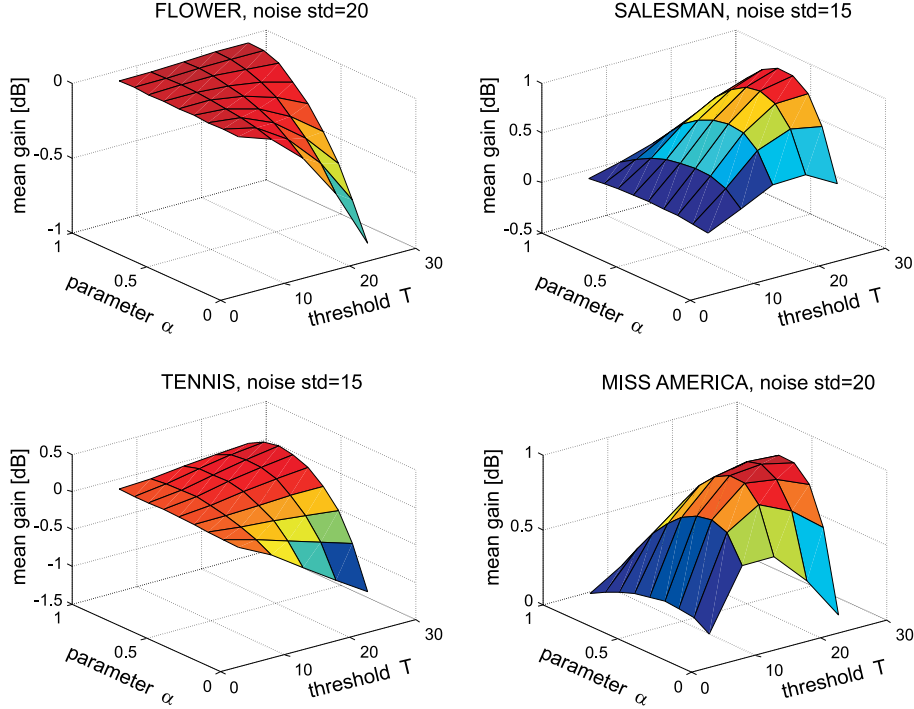 FLOWER, noise std=20
mean gain [dB]
0
-0.5
-1
1
0.5
0
parameter α
0
10
20
30
threshold T
SALESMAN, noise std=15
mean gain [dB]
1
0.5
0
-0.5
1
0.5
0
parameter α
0
10
20
30
threshold T
TENNIS, noise std=15
mean gain [dB]
0.5
0
-0.5
-1
-1.5
1
0.5
0
parameter α
0
10
20
30
threshold T
MISS AMERICA, noise std=20
mean gain [dB]
1
0.5
0
1
0.5
0
parameter α
0
10
20
30
threshold T